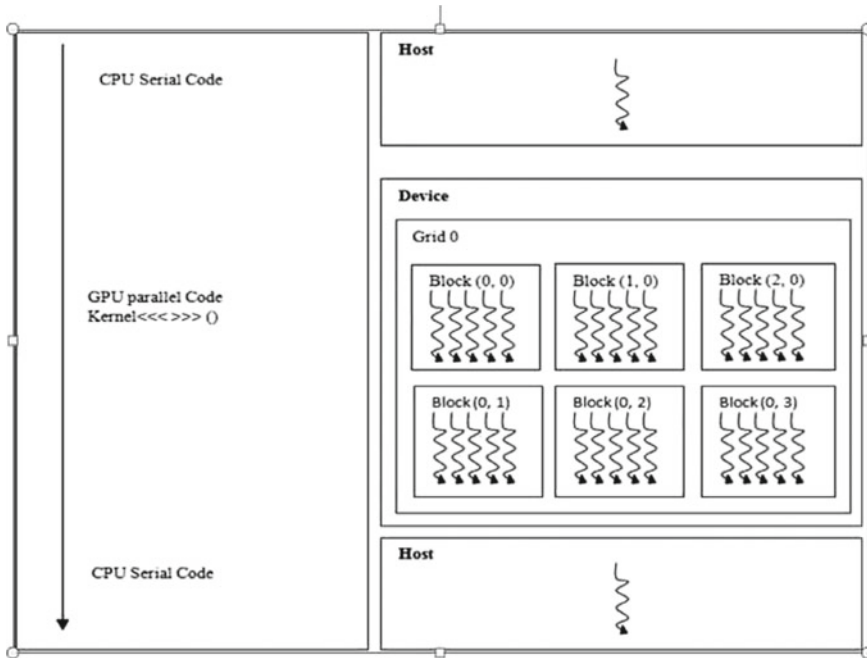 CPU Serial Code
GPU parallel Code
Kernel<<< >>> ()
CPU Serial Code
Host
Device
Grid 0
Block (0, 0)
Block (1, 0)
Block (2, 0)
Block (0, 1)
Block (0, 2)
Block (0, 3)
Host